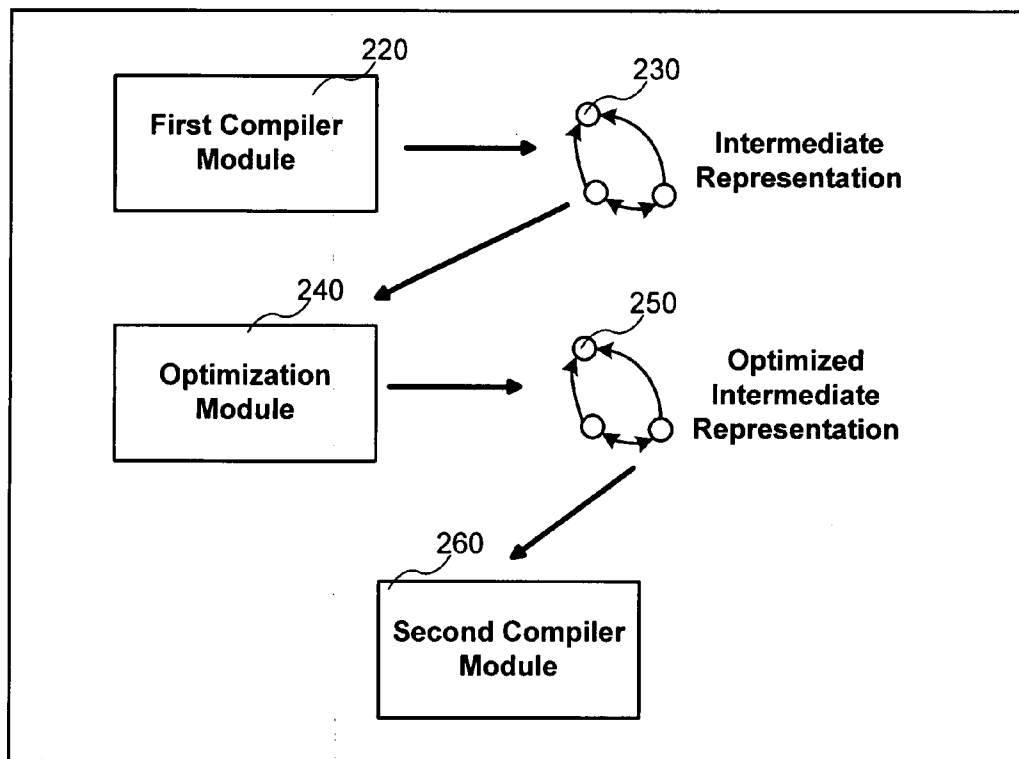 220
First Compiler
Module
230
Intermediate
Representation
240
Optimization
Module
250
Optimized
Intermediate
Representation
260
Second Compiler
Module